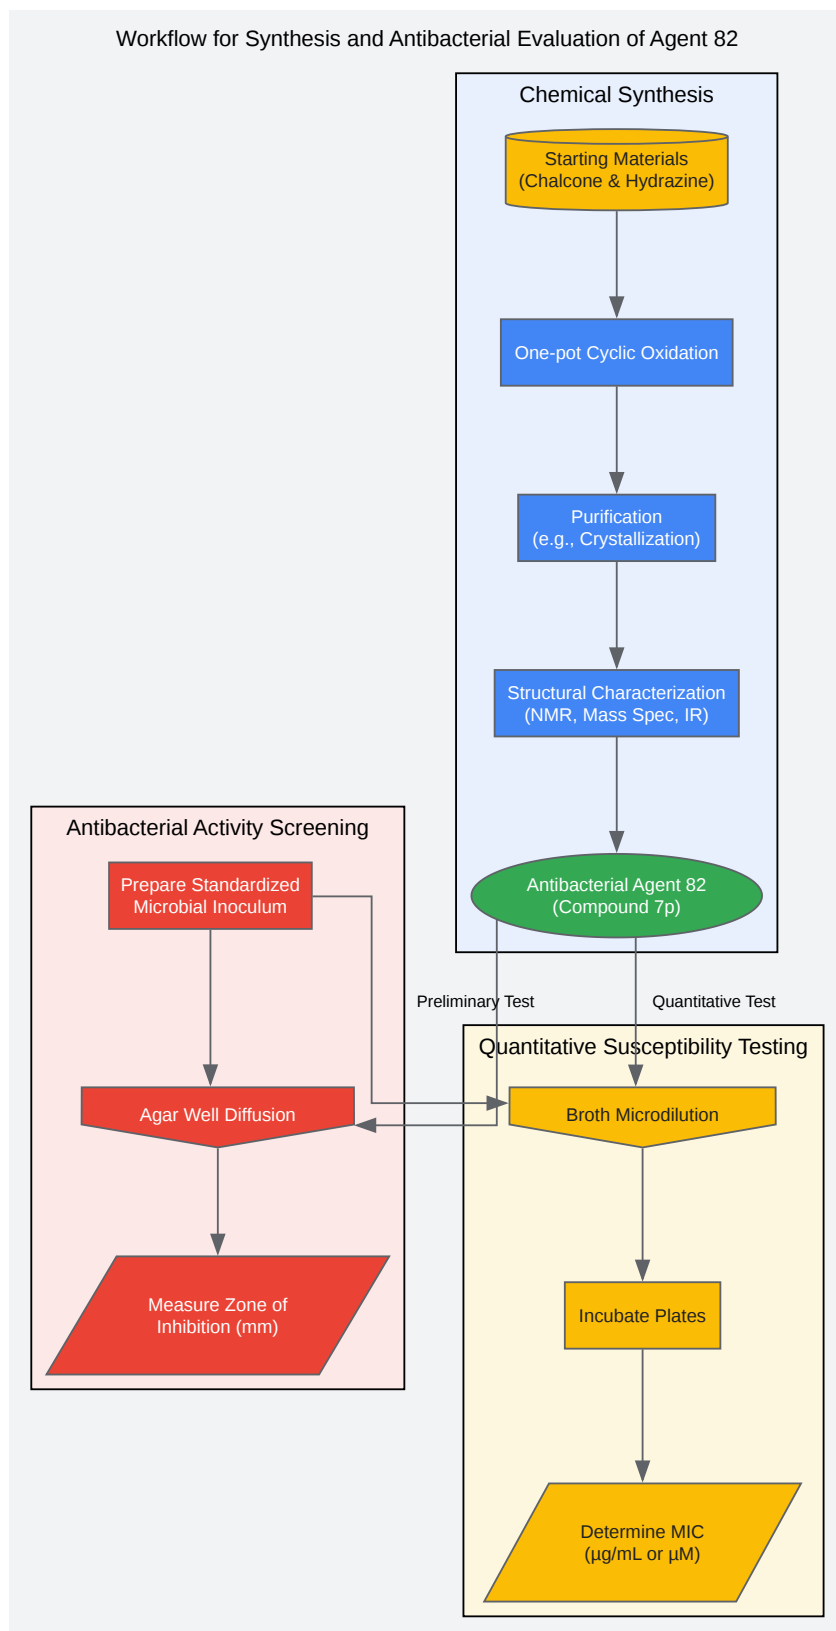 Workflow for Synthesis and Antibacterial Evaluation of Agent 82
Chemical Synthesis
Starting Materials
(Chalcone & Hydrazine)
One-pot Cyclic Oxidation
Purification
(e.g., Crystallization)
Structural Characterization
(NMR, Mass Spec, IR)
Antibacterial Agent 82
(Compound 7p)
Antibacterial Activity Screening
Prepare Standardized
Microbial Inoculum
Preliminary Test
Quantitative Test
Agar Well Diffusion
Measure Zone of
Inhibition (mm)
Quantitative Susceptibility Testing
Broth Microdilution
Incubate Plates
Determine MIC
(µg/mL or µM)